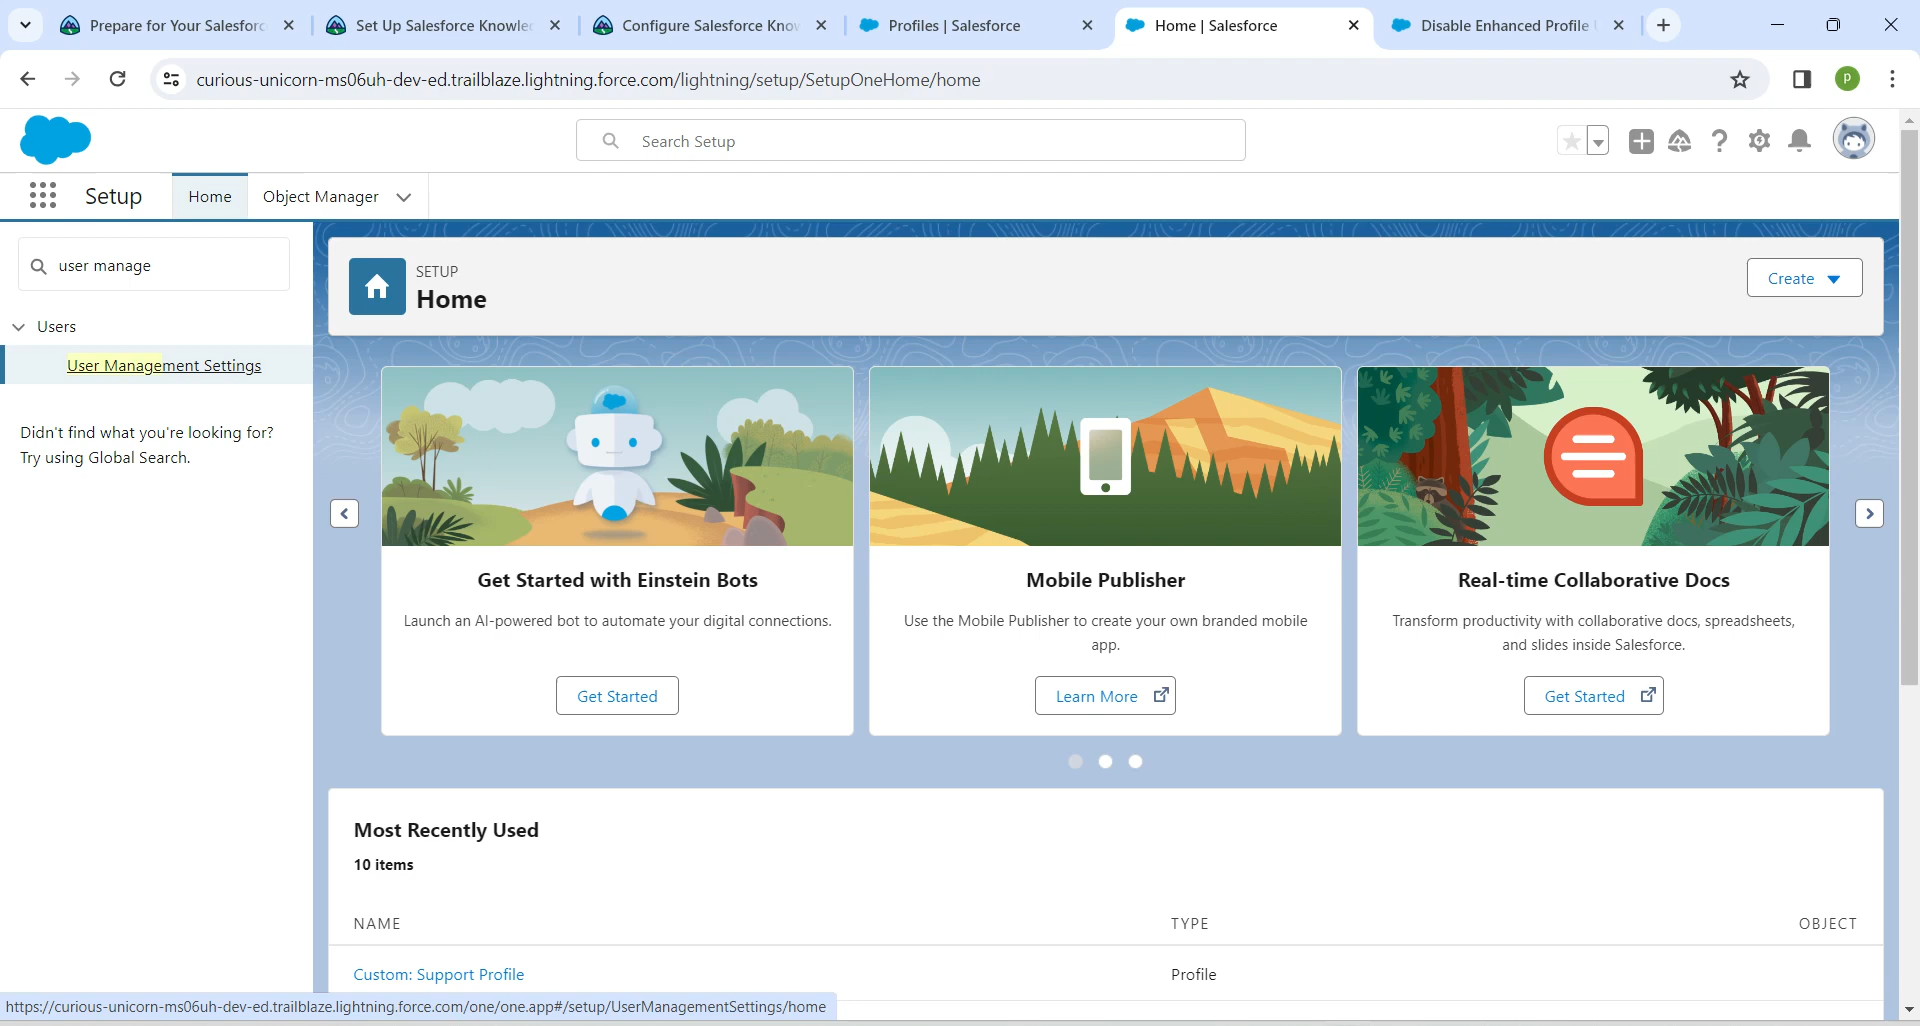 Prepare for Your Salesforc
Set Up Salesforce Knowle
Configure Salesforce Kno
Profiles | Salesforce
Home | Salesforce
Disable Enhanced Profile
curious-unicorn-ms06uh-dev-ed.trailblaze.lightning.force.com/lightning/setup/SetupOneHome/home
P
Search Setup
Setup
Home
Object Manager
user manage
Users
User Management Settings
Didn't find what you're looking for?
Try using Global Search.
SETUP
Home
Create
Get Started with Einstein Bots
Launch an AI-powered bot to automate your digital connections.
Get Started
Mobile Publisher
Use the Mobile Publisher to create your own branded mobile
app.
Learn More
Real-time Collaborative Docs
Transform productivity with collaborative docs, spreadsheets,
and slides inside Salesforce.
Get Started
Most Recently Used
10 items
NAME
TYPE
OBJECT
Custom: Support Profile
Profile
https://curious-unicorn-ms06uh-dev-ed.trailblaze.lightning.force.com/one/one.app#/setup/UserManagementSettings/home